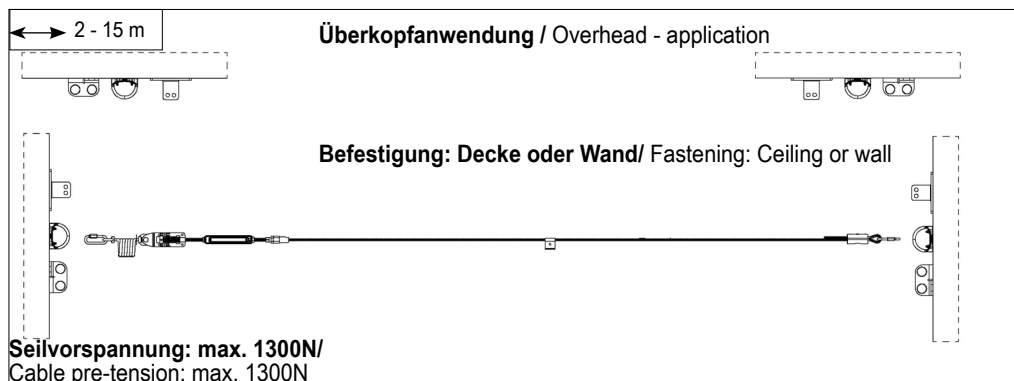 2 - 15 m
Überkopfanwendung / Overhead - application
Befestigung: Decke oder Wand/ Fastening: Ceiling or wall
Seilvorspannung: max. 1300N/
Cable pre-tension: max. 1300N